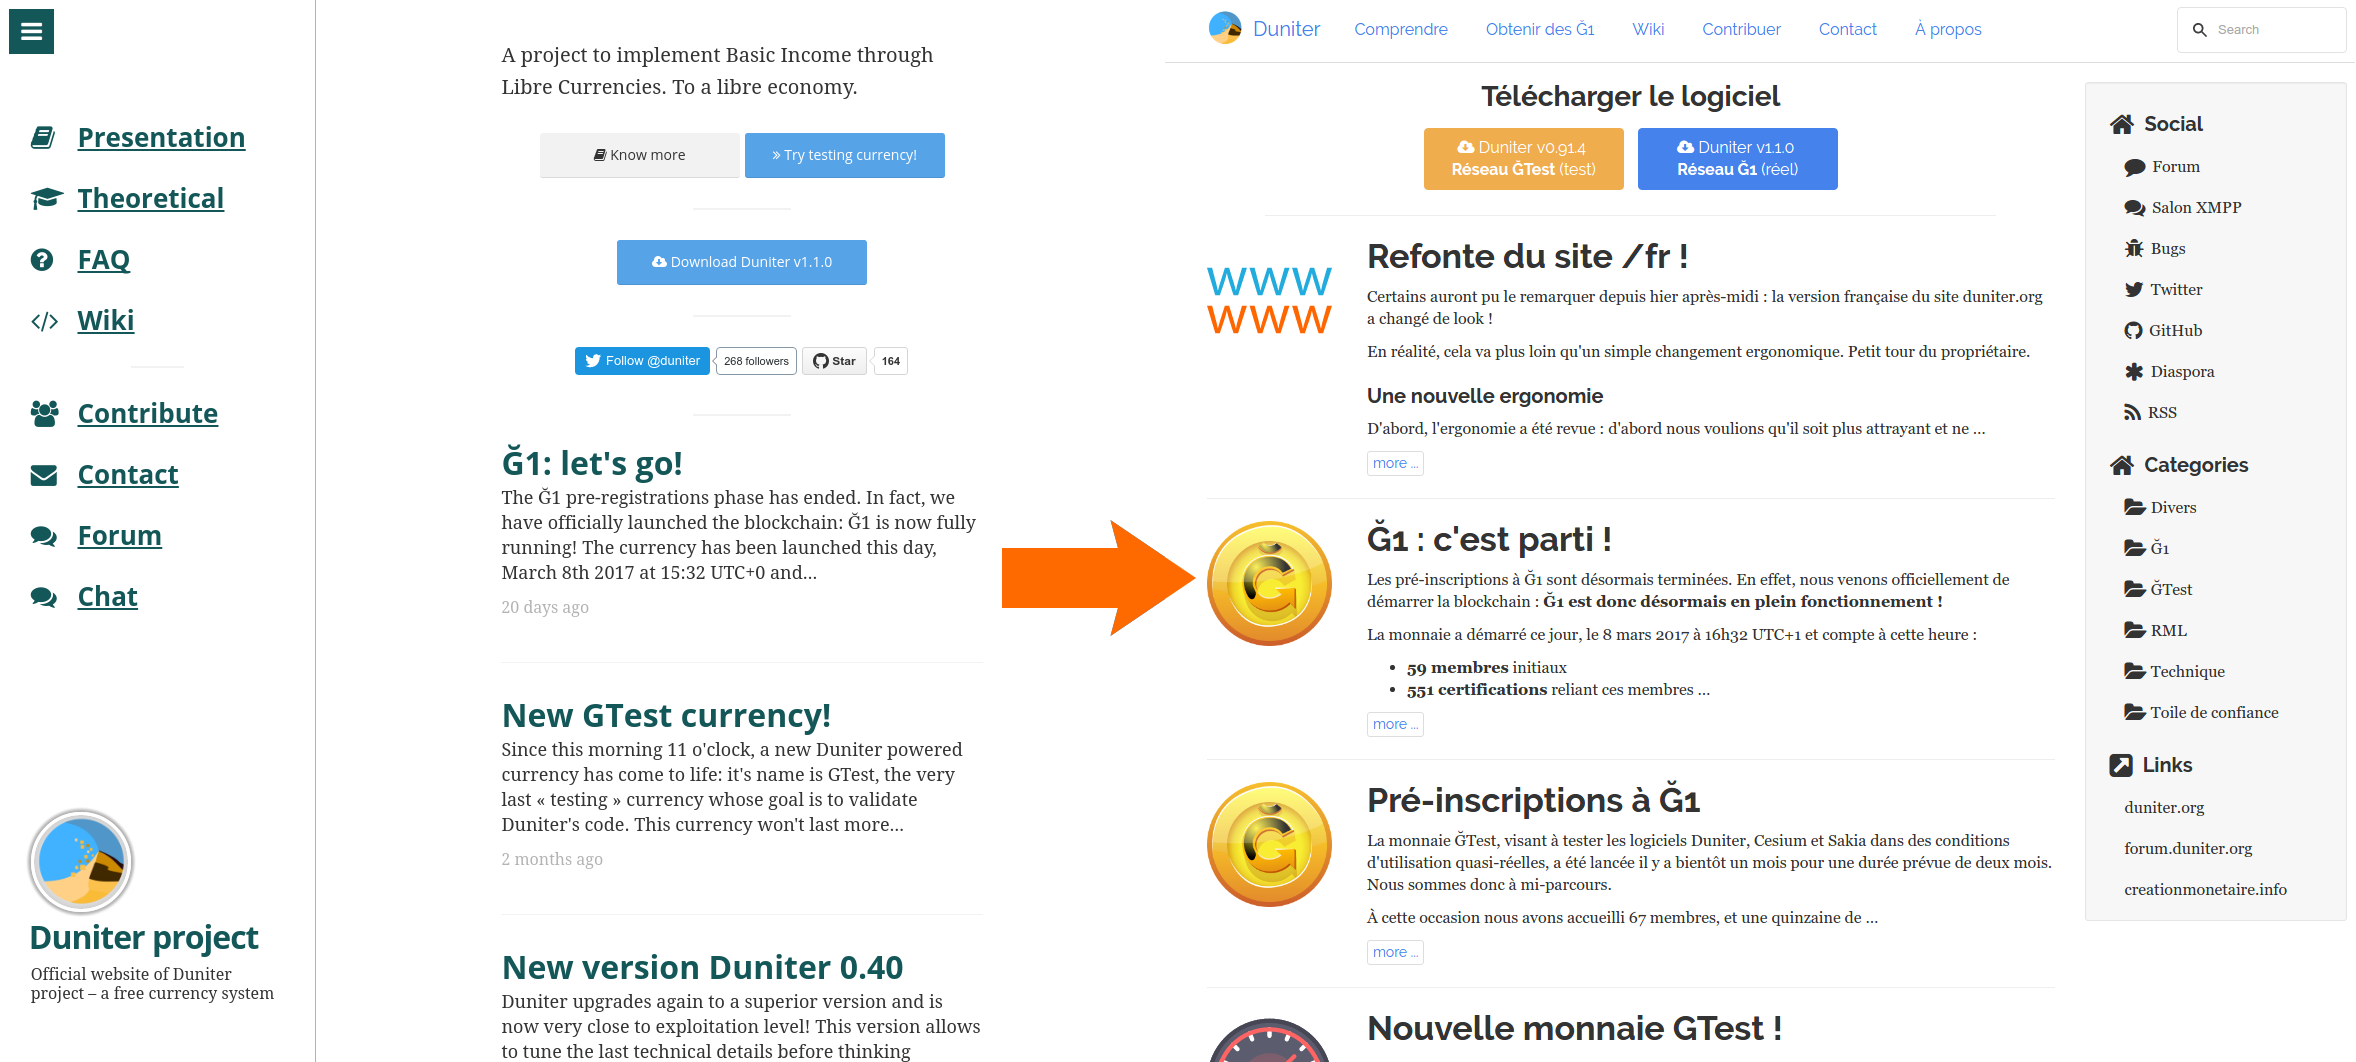 Presentation
Theoretical
FAQ
Wiki
Contribute
Contact
Forum
Chat
Duniter project
Official website of Duniter
project – a free currency system
A project to implement Basic Income through
Libre Currencies. To a libre economy.
Know more
» Try testing currency!
Download Duniter v1.1.0
Follow @duniter
268 followers
Star
164
Ğ1: let's go!
The Ğ1 pre-registrations phase has ended. In fact, we
have officially launched the blockchain: Ğ1 is now fully
running! The currency has been launched this day,
March 8th 2017 at 15:32 UTC+0 and...
20 days ago
New GTest currency!
Since this morning 11 o'clock, a new Duniter powered
currency has come to life: it's name is GTest, the very
last « testing » currency whose goal is to validate
Duniter's code. This currency won't last more...
2 months ago
New version Duniter 0.40
Duniter upgrades again to a superior version and is
now very close to exploitation level! This version allows
to tune the last technical details before thinking
Duniter
Comprendre
Obtenir des Ğ1
Wiki
Contribuer
Contact
À propos
Search
Télécharger le logiciel
Duniter v0.91.4
Réseau ĞTest (test)
Duniter v1.1.0
Réseau Ğ1 (réel)
www
www
Refonte du site /fr !
Certains auront pu le remarquer depuis hier après-midi : la version française du site duniter.org
a changé de look !
En réalité, cela va plus loin qu'un simple changement ergonomique. Petit tour du propriétaire.
Une nouvelle ergonomie
D'abord, l'ergonomie a été revue : d'abord nous voulions qu'il soit plus attrayant et ne ...
more ...
Ğ
Ğ1 : c'est parti !
Les pré-inscriptions à Ğ1 sont désormais terminées. En effet, nous venons officiellement de
démarrer la blockchain : Ğ1 est donc désormais en plein fonctionnement !
La monnaie a démarré ce jour, le 8 mars 2017 à 16h32 UTC+1 et compte à cette heure :
• 59 membres initiaux
• 551 certifications reliant ces membres ...
more ...
Ğ
Pré-inscriptions à Ğ1
La monnaie ĞTest, visant à tester les logiciels Duniter, Cesium et Sakia dans des conditions
d'utilisation quasi-réelles, a été lancée il y a bientôt un mois pour une durée prévue de deux mois.
Nous sommes donc à mi-parcours.
À cette occasion nous avons accueilli 67 membres, et une quinzaine de ...
more ...
Nouvelle monnaie GTest !
Social
Forum
Salon XMPP
Bugs
Twitter
GitHub
Diaspora
RSS
Categories
Divers
Ğ1
ĞTest
RML
Technique
Toile de confiance
Links
duniter.org
forum.duniter.org
creationmonetaire.info